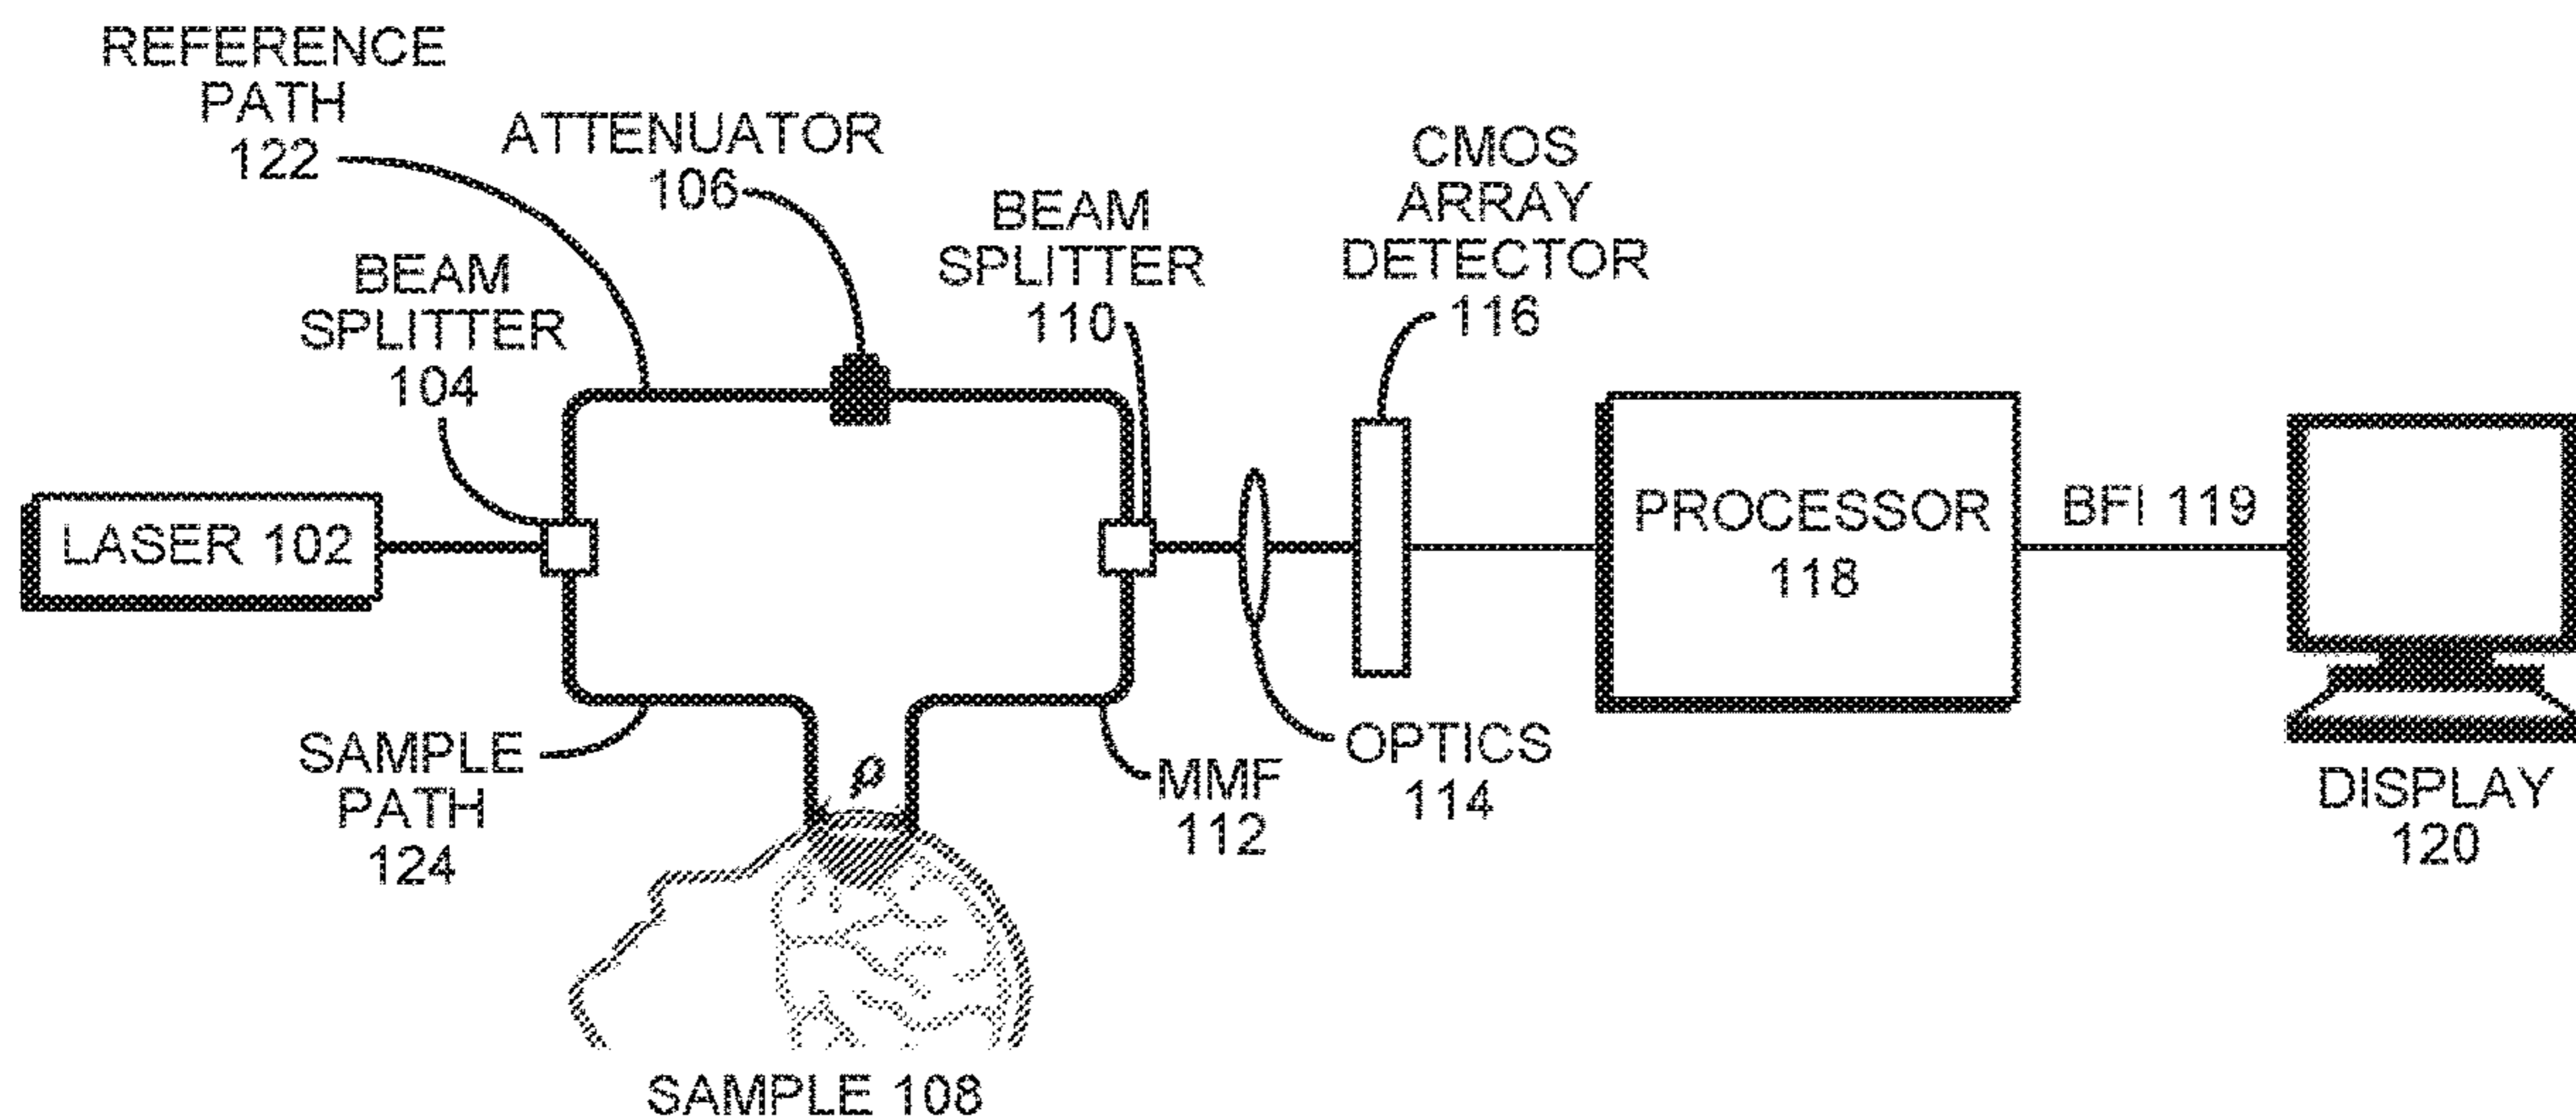 REFERENCE
PATH
122
ATTENUATOR
106
BEAM
SPLITTER
104
BEAM
SPLITTER
110
CMOS
ARRAY
DETECTOR
116
LASER 102
PROCESSOR
118
BFI 119
SAMPLE
PATH
124
ρ
MMF
112
OPTICS
114
DISPLAY
120
SAMPLE 108